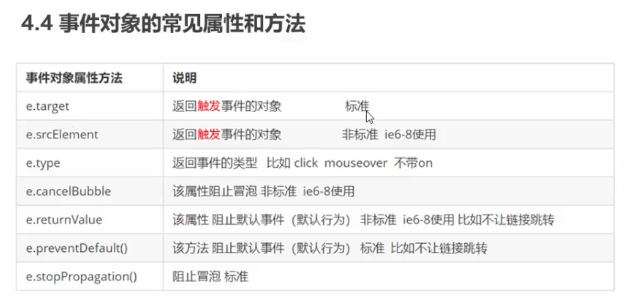 4.4 事件对象的常见属性和方法
事件对象属性方法 说明
e.target 返回触发事件的对象 标准
e.srcElement 返回触发事件的对象 非标准 ie6-8使用
e.type 返回事件的类型 比如 click mouseover 不带on
e.cancelBubble 该属性阻止冒泡 非标准 ie6-8使用
e.returnValue 该属性 阻止默认事件（默认行为） 非标准 ie6-8使用 比如不让链接跳转
e.preventDefault() 该方法 阻止默认事件（默认行为） 标准 比如不让链接跳转
e.stopPropagation() 阻止冒泡 标准